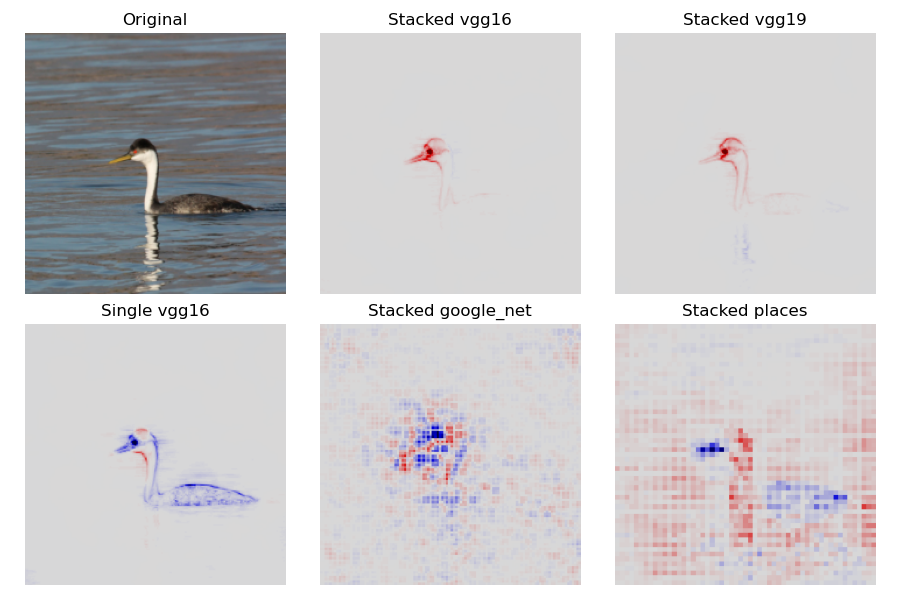 Original
Stacked vgg16
Stacked vgg19
Single vgg16
Stacked google_net
Stacked places